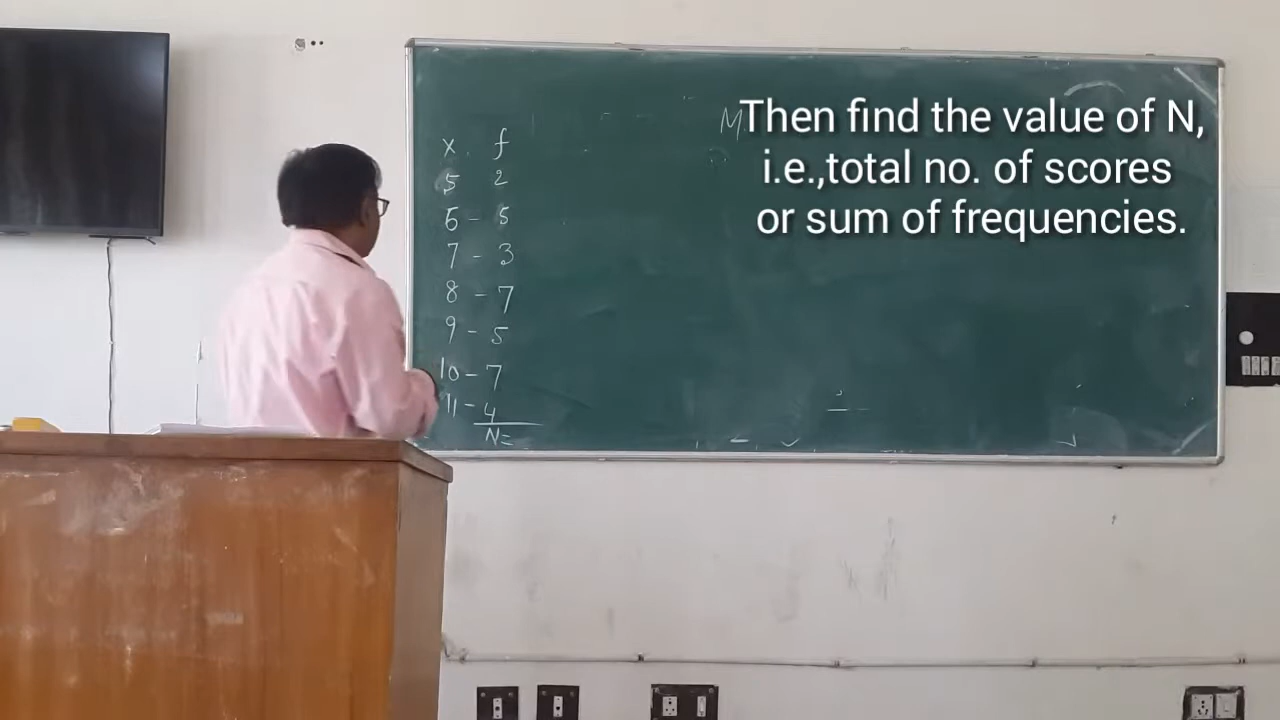 Then find the value of N,
i.e.,total no. of scores
or sum of frequencies.
x f
5 2
6 - 5
7 - 3
8 - 7
9 - 5
10 - 7
11 - 4
N =